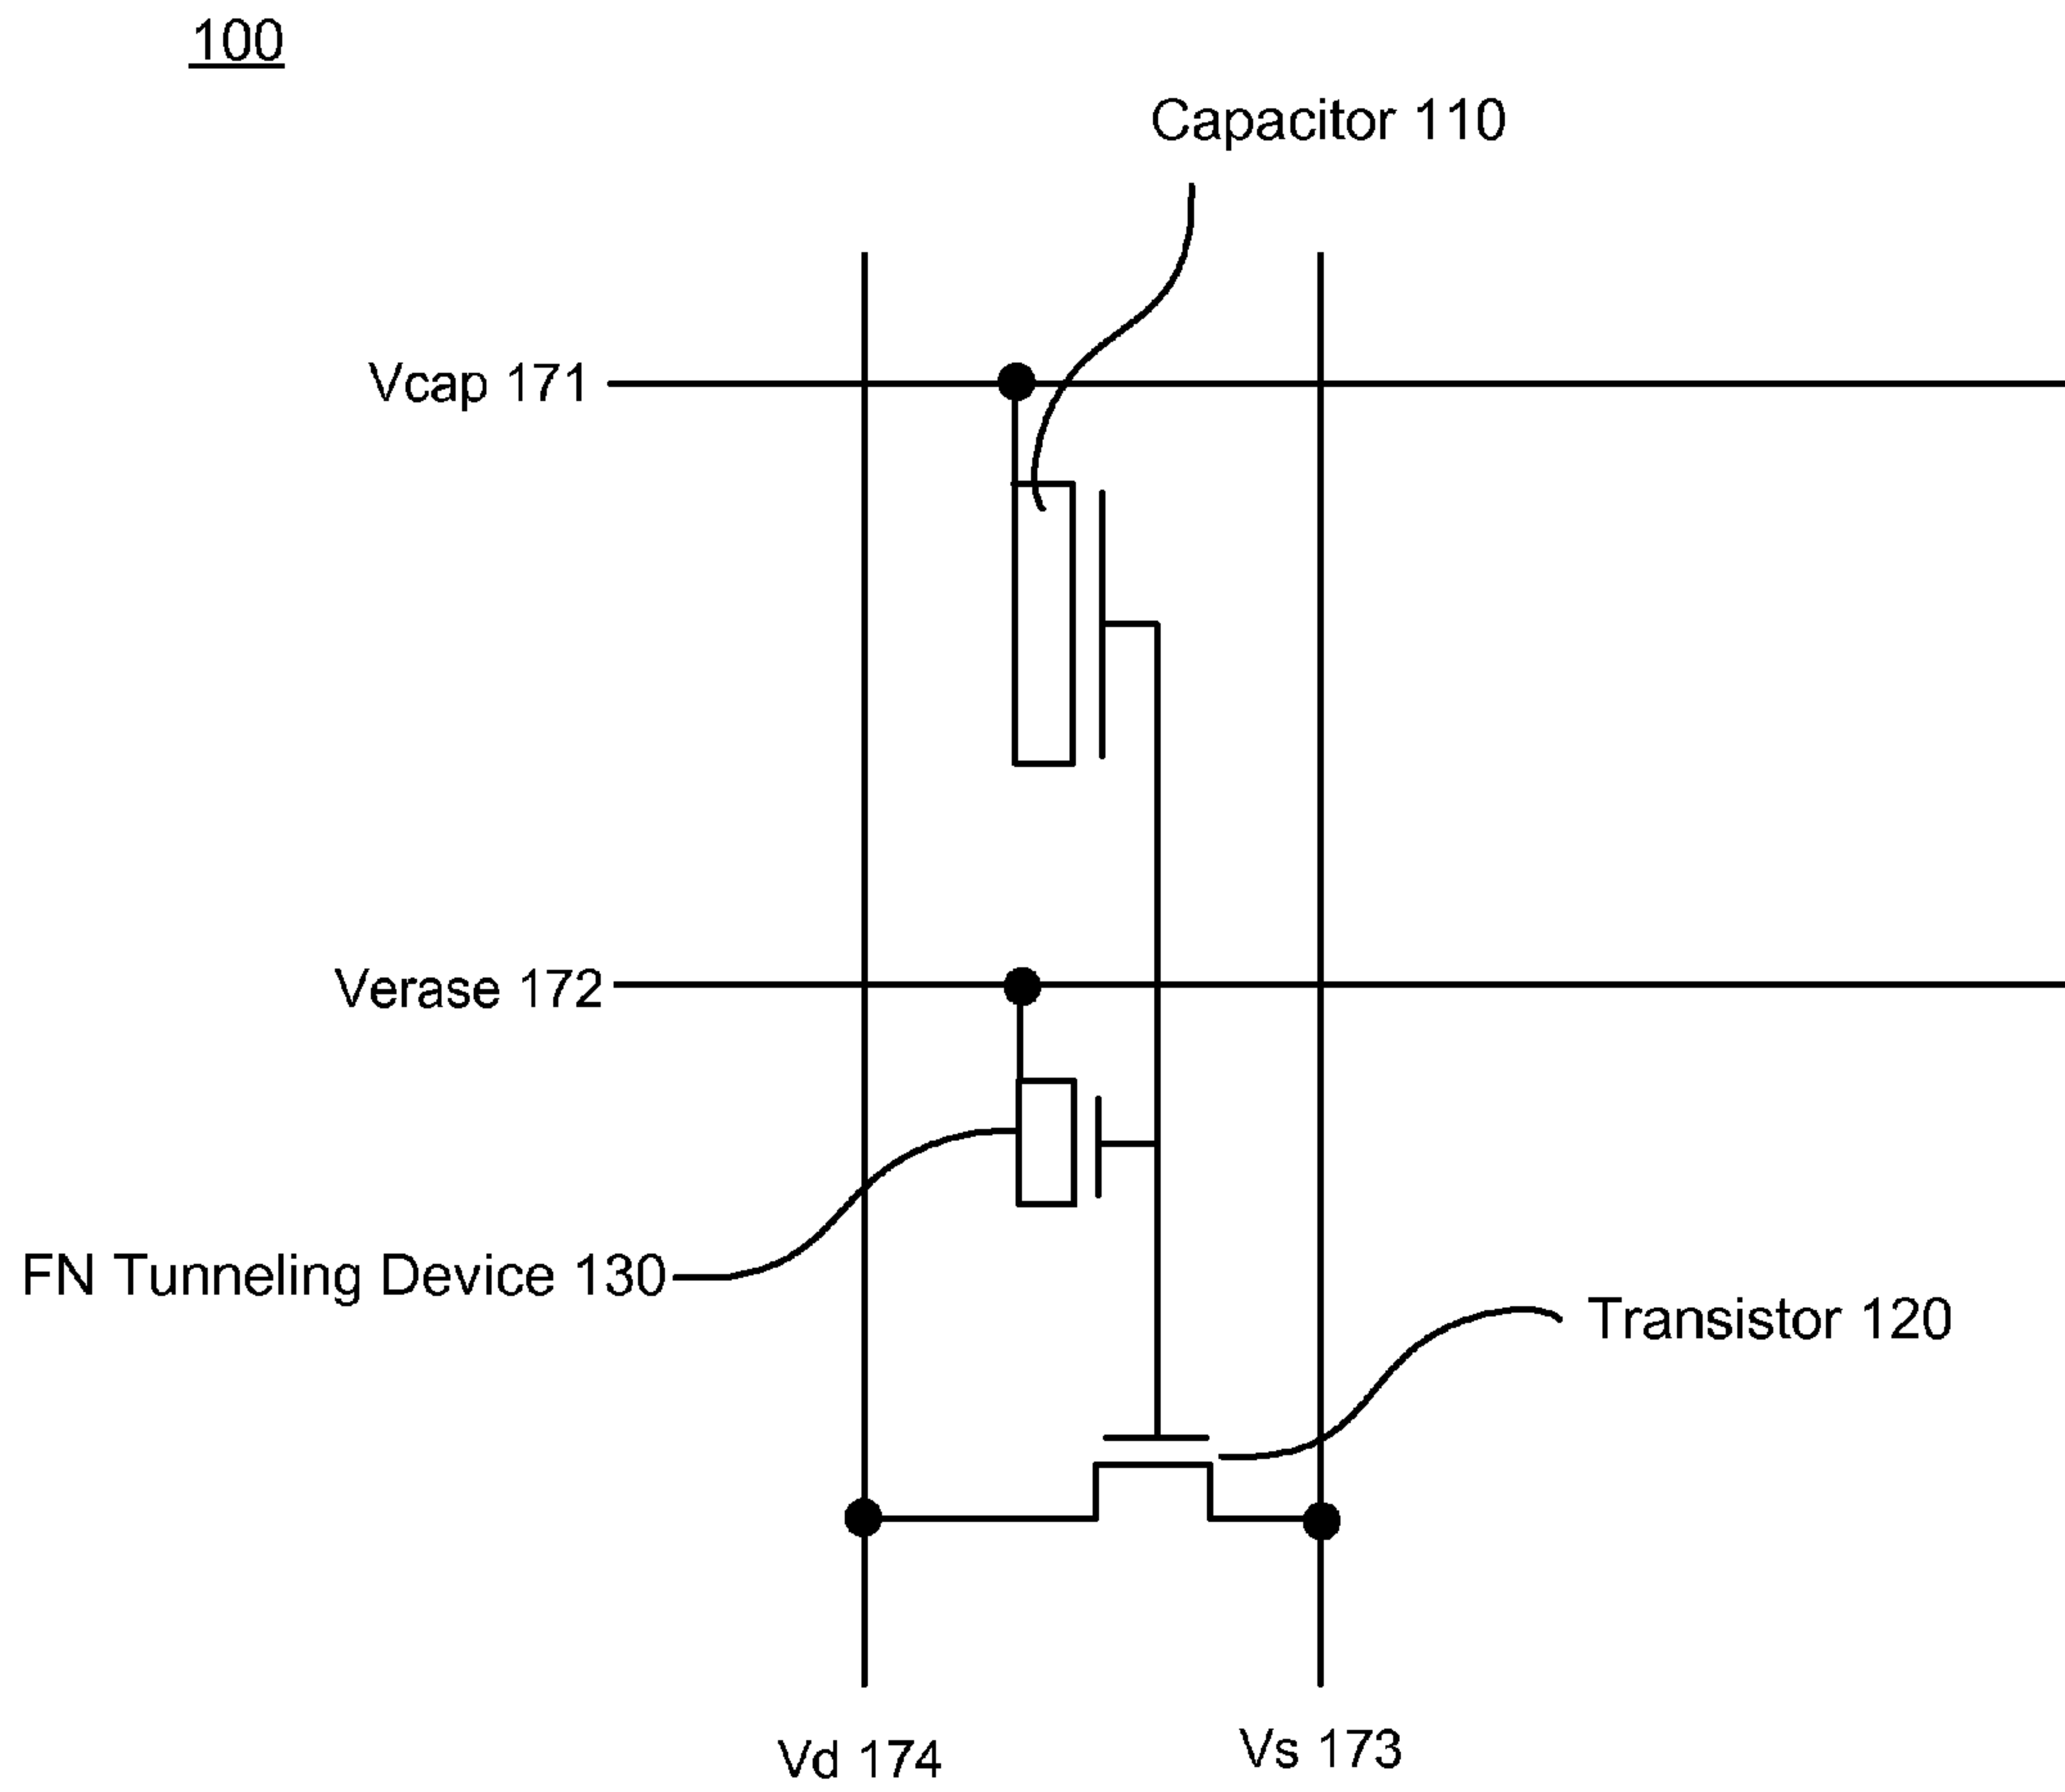 100
Capacitor 110
Vcap 171
Verase 172
FN Tunneling Device 130
Transistor 120
Vd 174
Vs 173